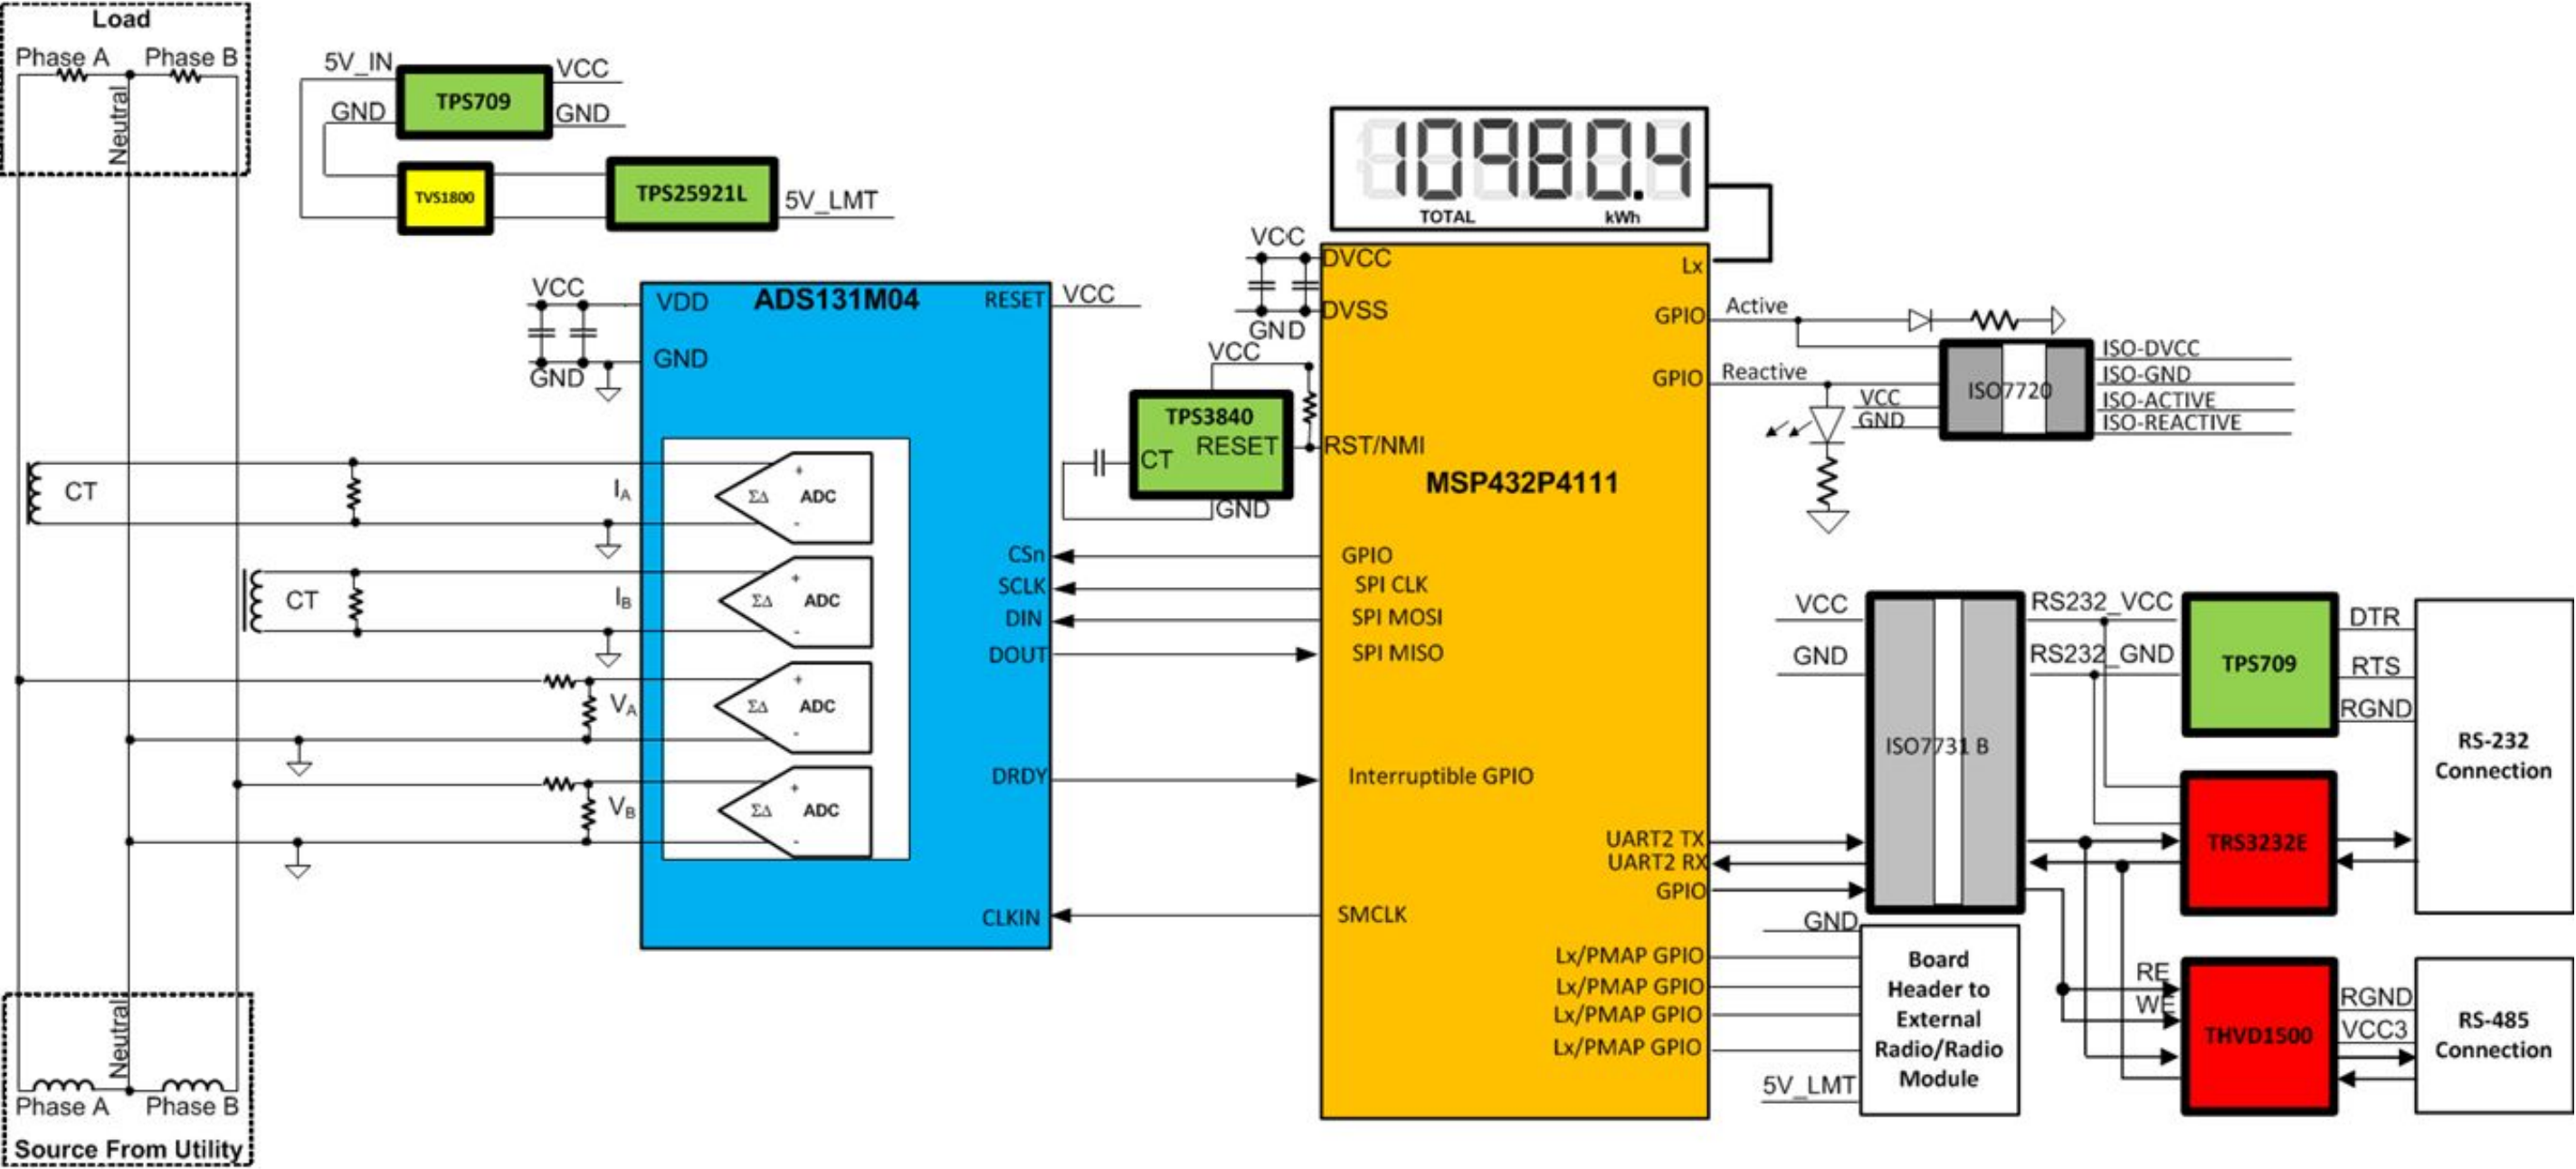 Load
Phase A
Phase B
Neutral
5V_IN
VCC
TPS709
GND
GND
TVS1800
TPS25921L
5V_LMT
10980.4
TOTAL
kWh
VCC
VDD
ADS131M04
RESET
VCC
GND
GND
VCC
DVCC
DVSS
GND
VCC
TPS3840
CT
RESET
GND
RST/NMI
MSP432P4111
Lx
GPIO
Active
GPIO
Reactive
VCC
GND
ISO7720
ISO-DVCC
ISO-GND
ISO-ACTIVE
ISO-REACTIVE
CT
IA
+
ΣΔ
ADC
-
CT
IB
+
ΣΔ
ADC
-
VA
+
ΣΔ
ADC
-
VB
+
ΣΔ
ADC
-
CSn
SCLK
DIN
DOUT
DRDY
CLKIN
GPIO
SPI CLK
SPI MOSI
SPI MISO
Interruptible GPIO
SMCLK
UART2 TX
UART2 RX
GPIO
Lx/PMAP GPIO
Lx/PMAP GPIO
Lx/PMAP GPIO
Lx/PMAP GPIO
VCC
GND
ISO7731 B
RS232_VCC
RS232_GND
TPS709
DTR
RTS
RGND
RS-232
Connection
TRS3232E
GND
Board
Header to
External
Radio/Radio
Module
5V_LMT
RE
WE
THVD1500
RGND
VCC3
RS-485
Connection
Neutral
Phase A
Phase B
Source From Utility